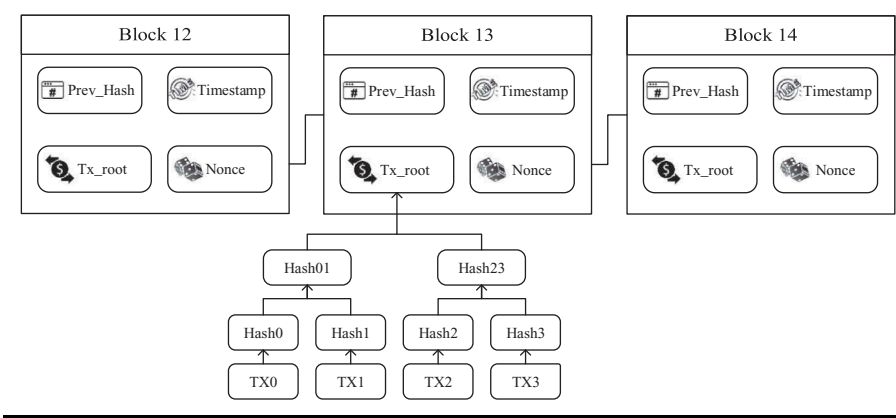 Block 12
Block 13
Block 14
# Prev_Hash
Timestamp
# Prev_Hash
Timestamp
# Prev_Hash
Timestamp
$ Tx_root
Nonce
$ Tx_root
Nonce
$ Tx_root
Nonce
Hash01
Hash23
Hash0
Hash1
Hash2
Hash3
TX0
TX1
TX2
TX3